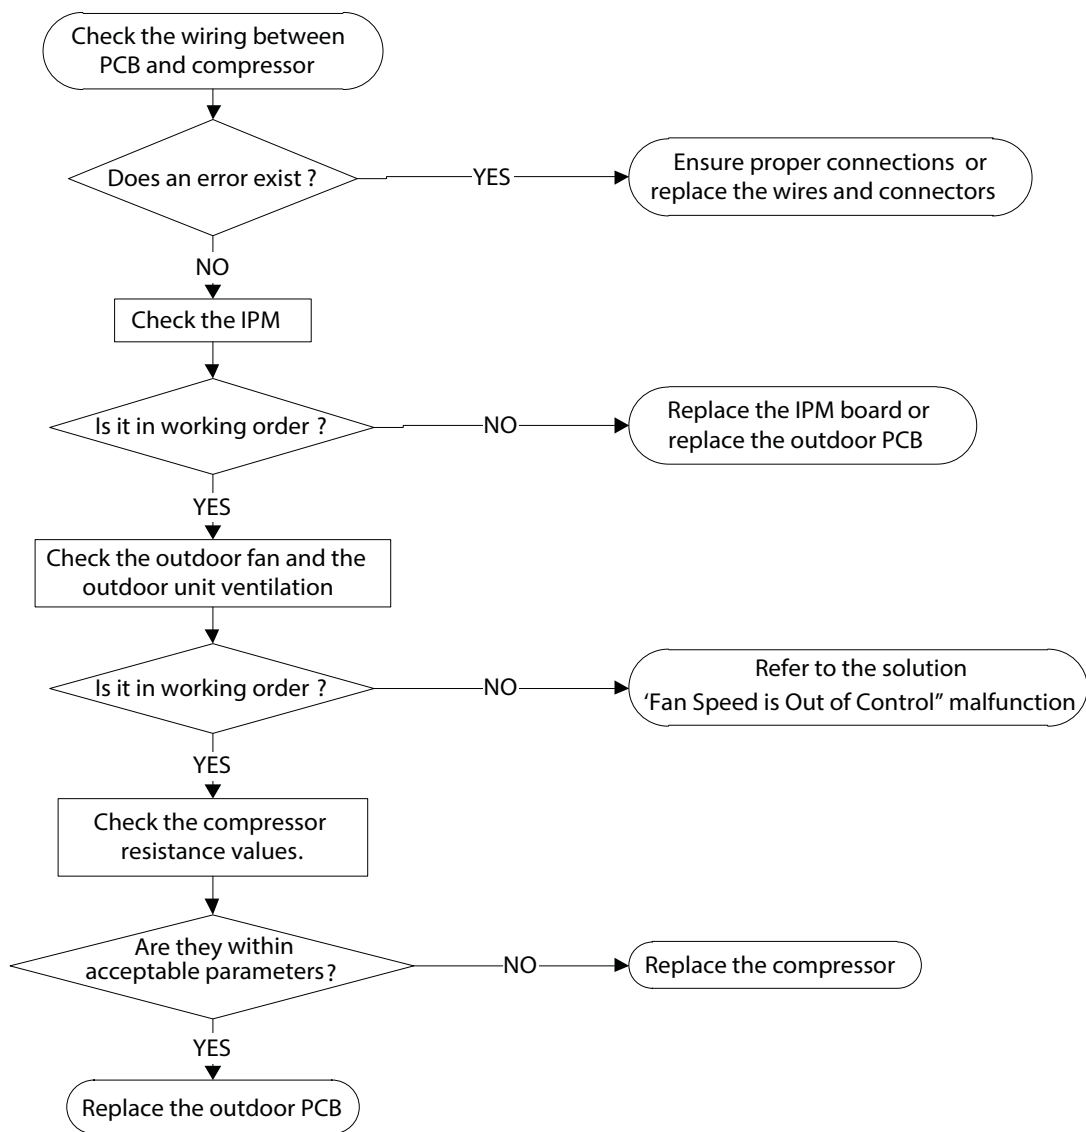 Check the wiring between
PCB and compressor
Does an error exist ?
YES
Ensure proper connections or
replace the wires and connectors
NO
Check the IPM
Is it in working order ?
NO
Replace the IPM board or
replace the outdoor PCB
YES
Check the outdoor fan and the
outdoor unit ventilation
Is it in working order ?
NO
Refer to the solution
‘Fan Speed is Out of Control” malfunction
YES
Check the compressor
resistance values.
Are they within
acceptable parameters?
NO
Replace the compressor
YES
Replace the outdoor PCB